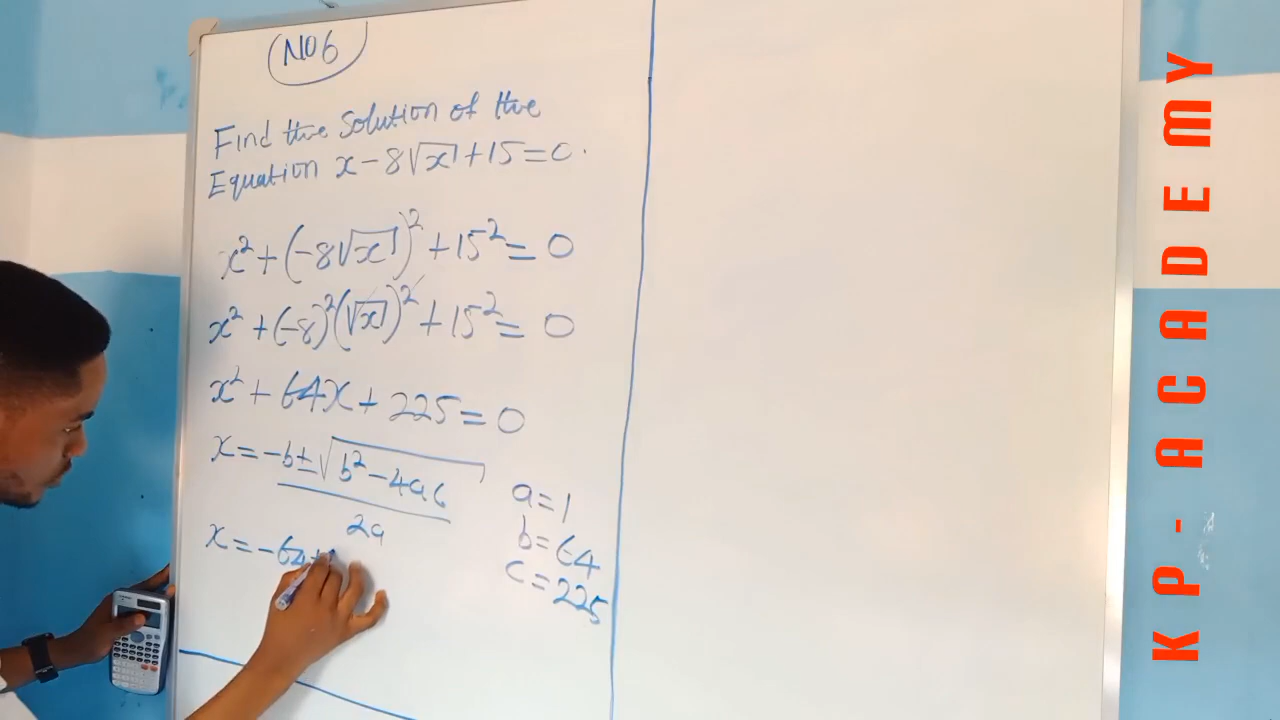 NO6
Find the solution of the
Equation x - 8√x + 15 = 0.
x² + (-8√x)² + 15² = 0
x² + (-8)²(√x)² + 15² = 0
x² + 64x + 225 = 0
x = -b ± √b² - 4ac
2a
a = 1
b = 64
c = 225
x = -64
KP-ACADEMY